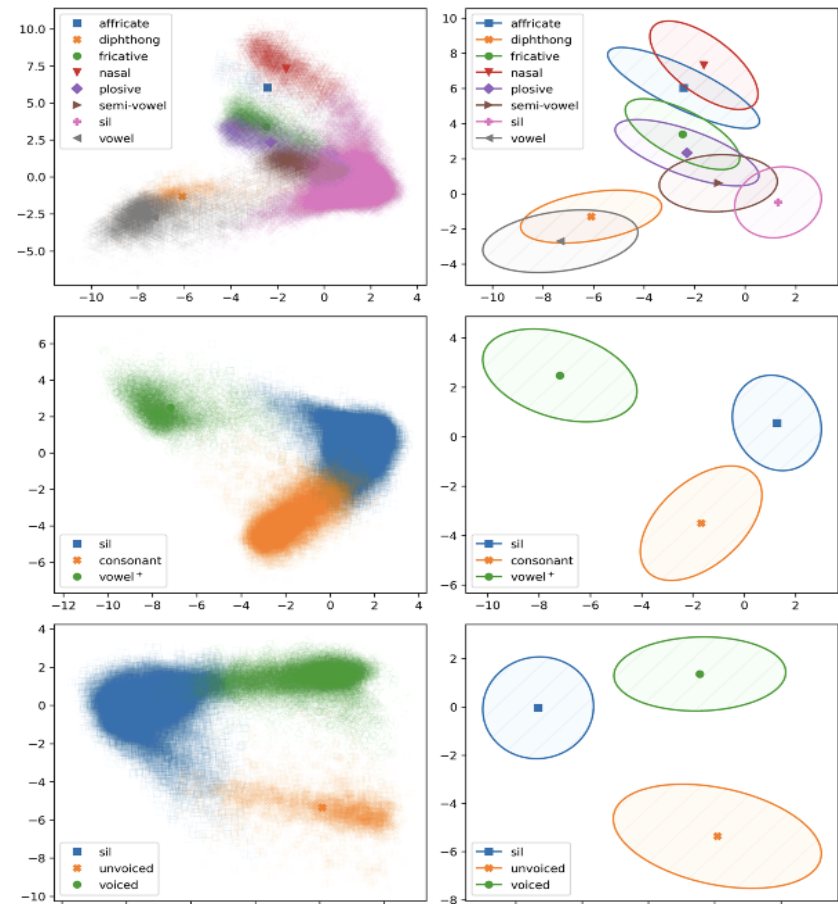 10.0
7.5
5.0
2.5
0.0
−2.5
−5.0
affricate
diphthong
fricative
nasal
plosive
semi-vowel
sil
vowel
−10 −8 −6 −4 −2 0 2 4
10
8
6
4
2
0
−2
−4
affricate
diphthong
fricative
nasal
plosive
semi-vowel
sil
vowel
−10 −8 −6 −4 −2 0 2
6
4
2
0
−2
−4
−6
sil
consonant
vowel⁺
−12 −10 −8 −6 −4 −2 0 2 4
4
2
0
−2
−4
−6
sil
consonant
vowel⁺
−10 −8 −6 −4 −2 0 2
4
2
0
−2
−4
−6
−8
−10
sil
unvoiced
voiced
2
0
−2
−4
−6
−8
sil
unvoiced
voiced